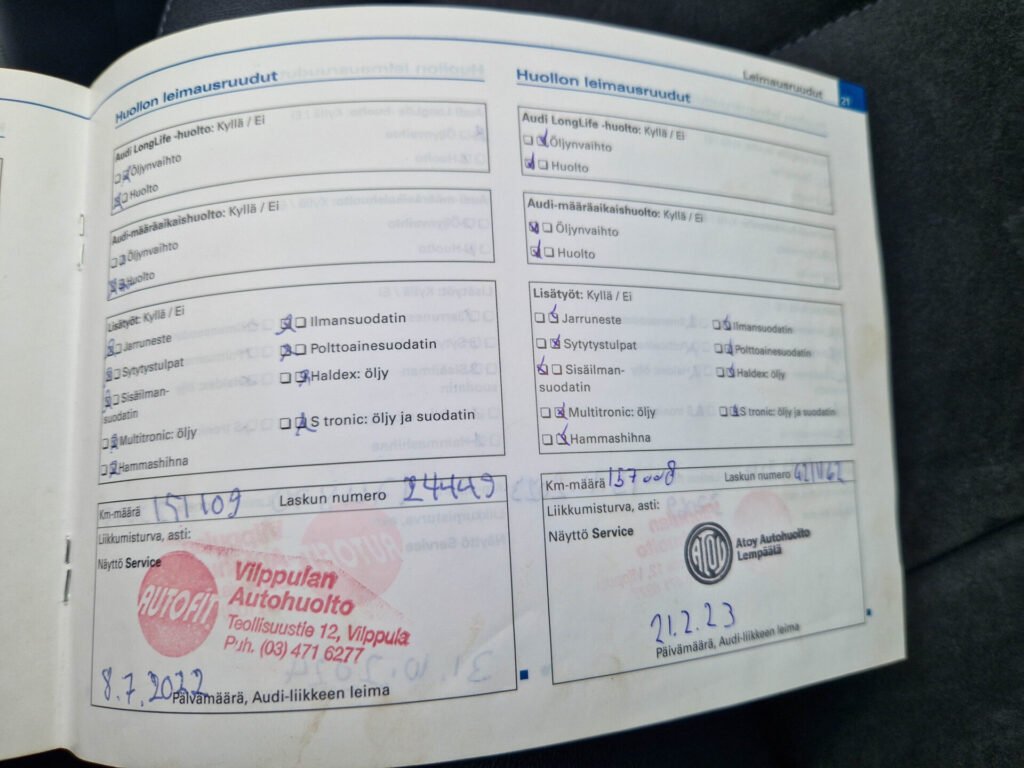 Leimausruudut
21
Huollon leimausruudut
Audi LongLife -huolto: Kyllä / Ei
Öljynvaihto
Huolto
Audi-määräaikaishuolto: Kyllä / Ei
Öljynvaihto
Huolto
Lisätyöt: Kyllä / Ei
Jarruneste
Sytytystulpat
Sisäilman-
suodatin
Multitronic: öljy
Hammashihna
Ilmansuodatin
Polttoainesuodatin
Haldex: öljy
S tronic: öljy ja suodatin
Km-määrä 151109 Laskun numero 24449
Liikkumisturva, asti:
Näyttö Service
AUTOFIT
Vilppulan
Autohuolto
Teollisuustie 12, Vilppula
Puh. (03) 471 6277
8.7.2022
Päivämäärä, Audi-liikkeen leima
Huollon leimausruudut
Audi LongLife -huolto: Kyllä / Ei
Öljynvaihto
Huolto
Audi-määräaikaishuolto: Kyllä / Ei
Öljynvaihto
Huolto
Lisätyöt: Kyllä / Ei
Jarruneste
Sytytystulpat
Sisäilman-
suodatin
Multitronic: öljy
Hammashihna
Ilmansuodatin
Polttoainesuodatin
Haldex: öljy
S tronic: öljy ja suodatin
Km-määrä 157008 Laskun numero
Liikkumisturva, asti:
Näyttö Service
ATOY
Atoy Autohuolto
Lempäälä
21.2.23
Päivämäärä, Audi-liikkeen leima